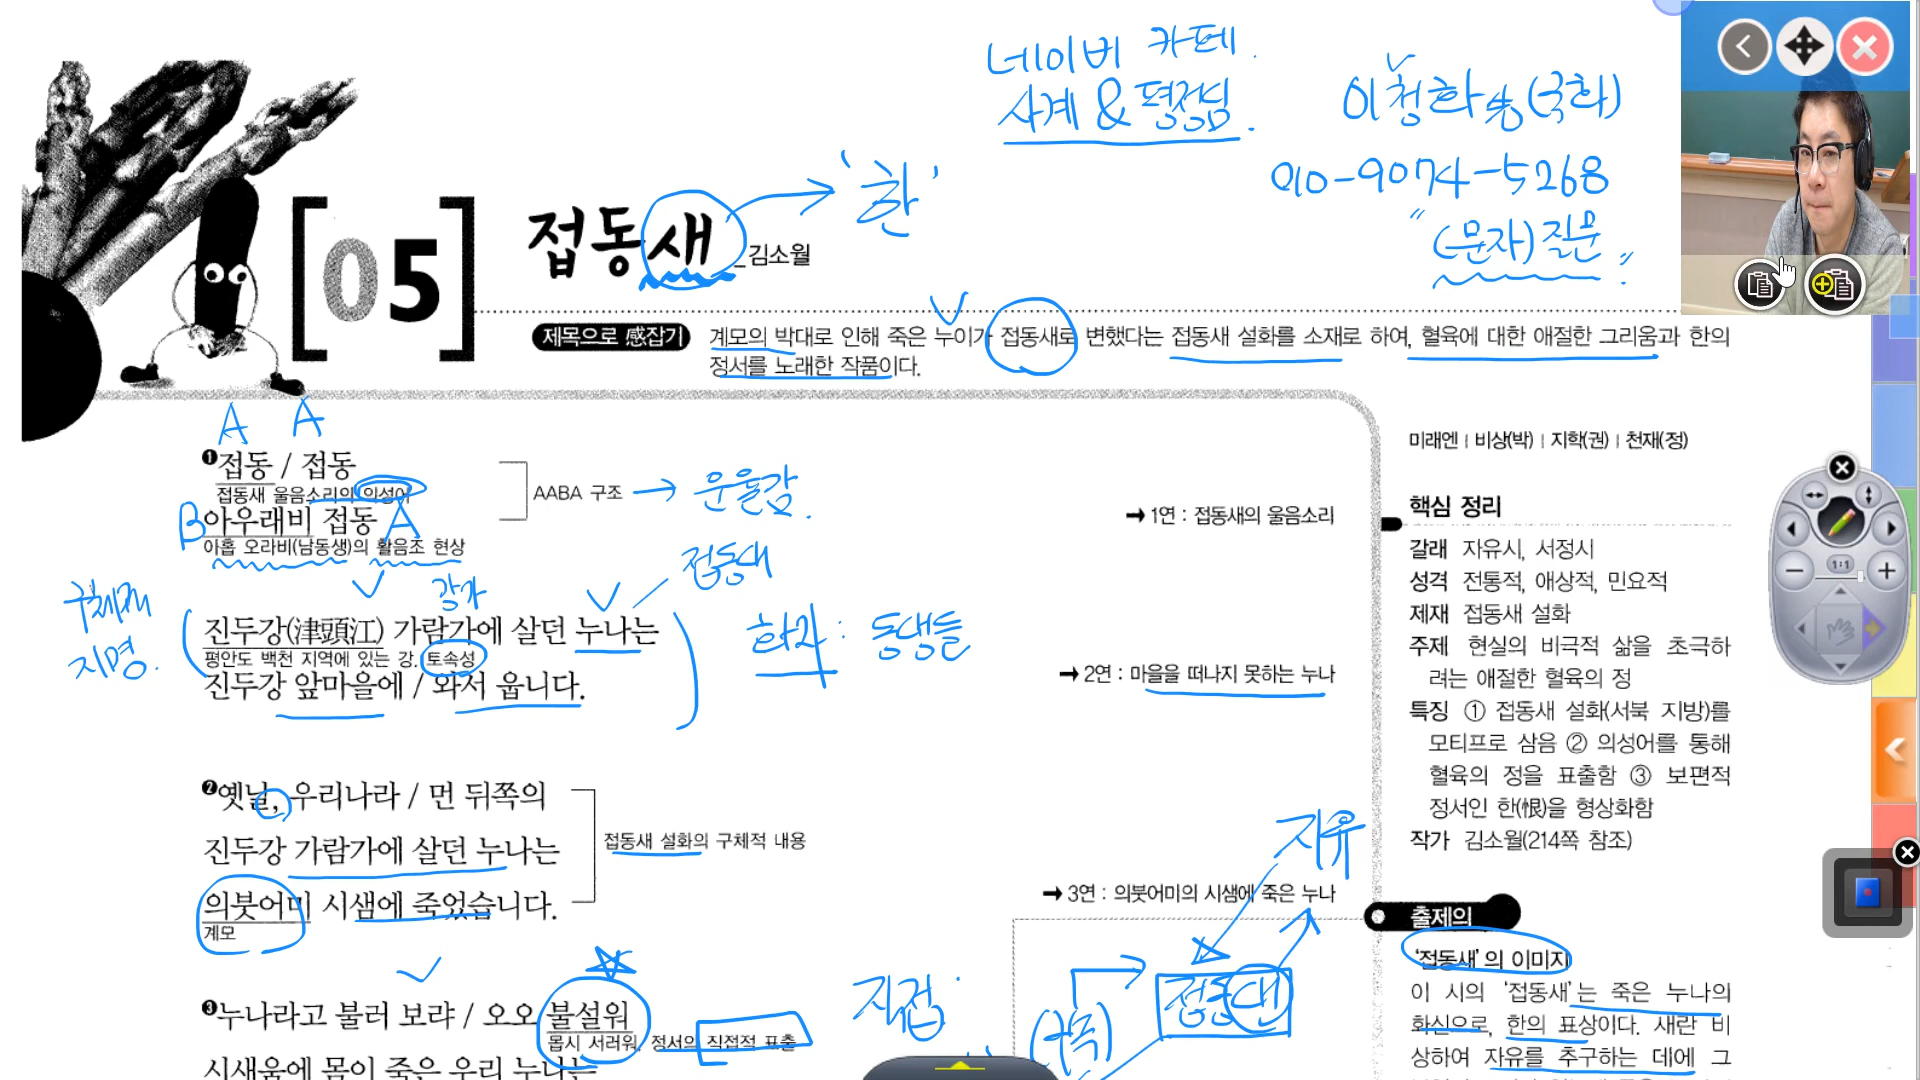 네이버 카페.
사계 & 평정심.
이청화 쌤(국화)
010-9074-5268
"(문자)질문"
[05]
접동새_김소월
'한'
제목으로 感잡기 계모의 박대로 인해 죽은 누이가 접동새로 변했다는 접동새 설화를 소재로 하여, 혈육에 대한 애절한 그리움과 한의
정서를 노래한 작품이다.
A A
❶접동 / 접동
접동새 울음소리의 의성어
B아우래비 접동 A
아홉 오라비(남동생)의 활음조 현상
AABA 구조 → 운율감.
➞ 1연 : 접동새의 울음소리
구체적
지명.
강가
접동새
진두강(津頭江) 가람가에 살던 누나는
평안도 백천 지역에 있는 강. 토속성
진두강 앞마을에 / 와서 웁니다.
화자 : 동생들
➞ 2연 : 마을을 떠나지 못하는 누나
❷옛날, 우리나라 / 먼 뒤쪽의
진두강 가람가에 살던 누나는
의붓어미 시샘에 죽었습니다.
계모
접동새 설화의 구체적 내용
➞ 3연 : 의붓어미의 시샘에 죽은 누나
❸누나라고 불러 보랴 / 오오 불설워
몹시 서러워, 정서의 직접적 표출
시새움에 몸이 죽은 우리 누나는
직접
자유
미래엔 | 비상(박) | 지학(권) | 천재(정)
핵심 정리
갈래 자유시, 서정시
성격 전통적, 애상적, 민요적
제재 접동새 설화
주제 현실의 비극적 삶을 초극하
려는 애절한 혈육의 정
특징 ① 접동새 설화(서북 지방)를
모티프로 삼음 ② 의성어를 통해
혈육의 정을 표출함 ③ 보편적
정서인 한(恨)을 형상화함
작가 김소월(214쪽 참조)
출제의
'접동새'의 이미지
이 시의 '접동새'는 죽은 누나의
화신으로, 한의 표상이다. 새란 비
상하여 자유를 추구하는 데에 그
1:1